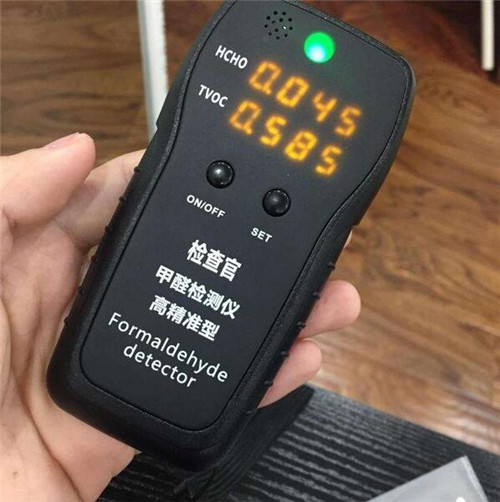 HCHO 0.045
TVOC 0.585
ON/OFF SET
检查官
甲醛检测仪
高精准型
Formaldehyde
detector